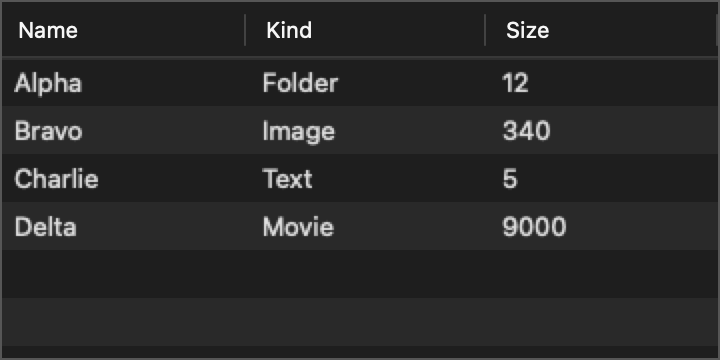 Name Kind Size
Alpha Folder 12
Bravo Image 340
Charlie Text 5
Delta Movie 9000